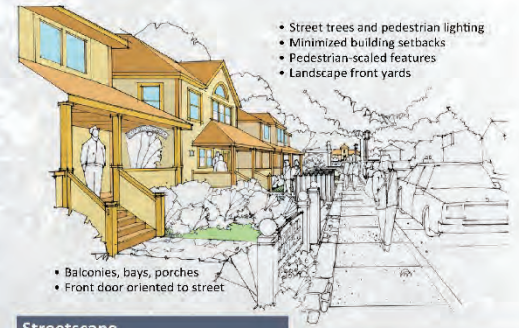 • Street trees and pedestrian lighting
• Minimized building setbacks
• Pedestrian-scaled features
• Landscape front yards
• Balconies, bays, porches
• Front door oriented to street
Streetscape